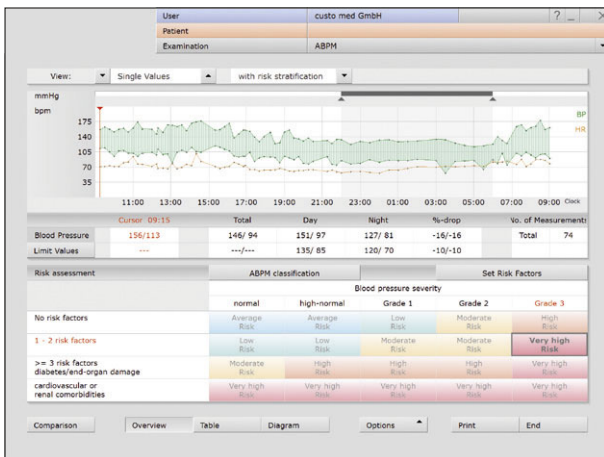 User custo med GmbH ? _ X
Patient
Examination ABPM
View: Single Values with risk stratification
mmHg
bpm
BP
HR
175
140
105
70
35
11:00 13:00 15:00 17:00 19:00 21:00 23:00 01:00 03:00 05:00 07:00 09:00 Clock
Cursor 09:15 Total Day Night %-drop No. of Measurements
Blood Pressure 156/113 146/ 94 151/ 97 127/ 81 -16/-16 Total 74
Limit Values --- ---/--- 135/ 85 120/ 70 -10/-10
Risk assessment ABPM classification Set Risk Factors
Blood pressure severity
normal high-normal Grade 1 Grade 2 Grade 3
No risk factors Average Risk Average Risk Low Risk Moderate Risk High Risk
1 - 2 risk factors Low Risk Low Risk Moderate Risk Moderate Risk Very high Risk
>= 3 risk factors
diabetes/end-organ damage Moderate Risk High Risk High Risk High Risk Very high Risk
cardiovascular or
renal comorbidities Very high Risk Very high Risk Very high Risk Very high Risk Very high Risk
Comparison Overview Table Diagram Options Print End